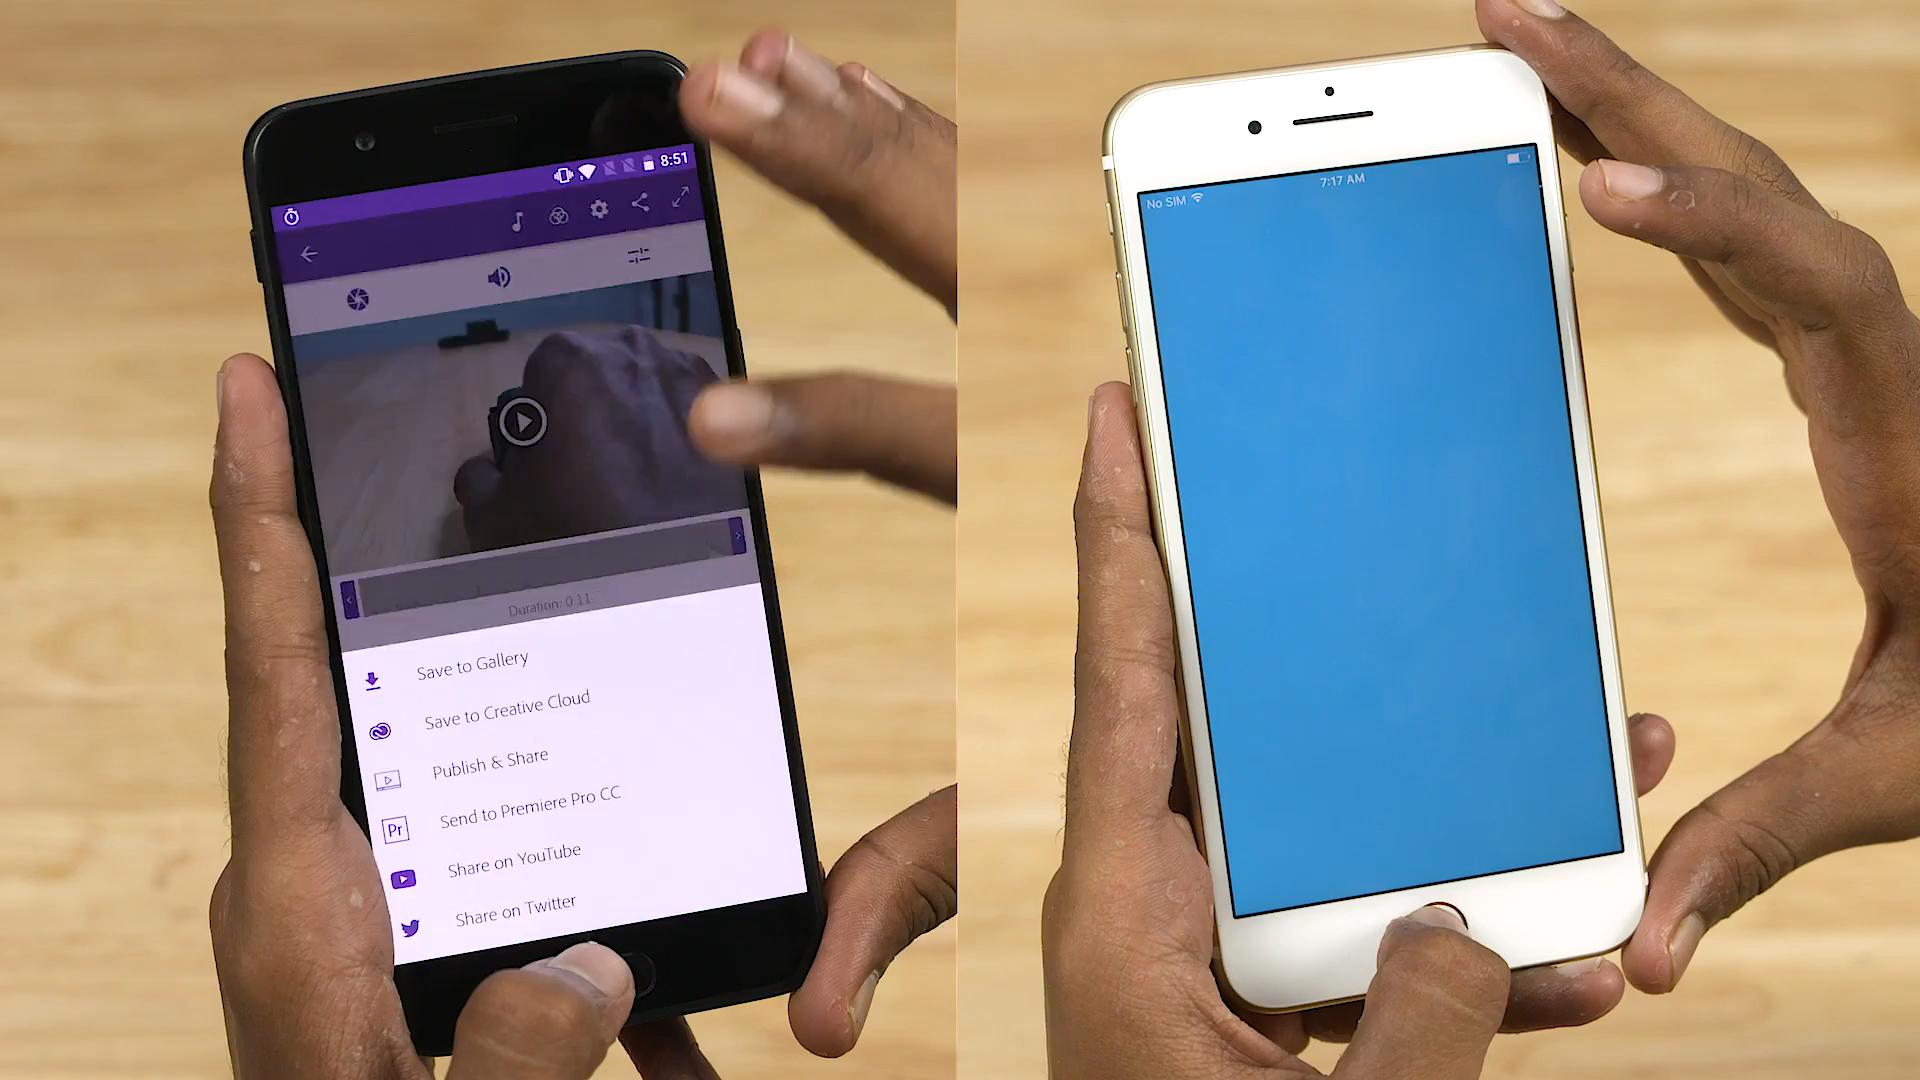 8:51
Duration: 0:11
Save to Gallery
Save to Creative Cloud
Publish & Share
Pr
Send to Premiere Pro CC
Share on YouTube
Share on Twitter
7:17 AM
No SIM